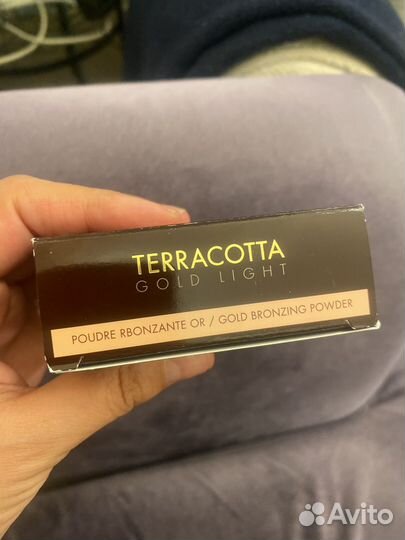 TERRACOTTA
GOLD LIGHT
POUDRE RBONZANTE OR / GOLD BRONZING POWDER
Avito